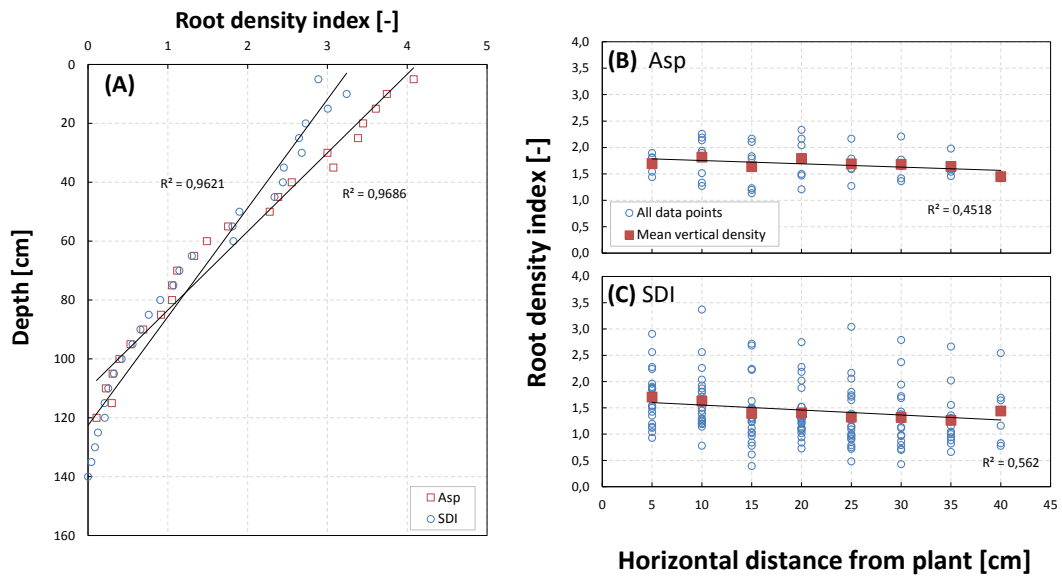 Root density index [-]
0 1 2 3 4 5
0
20
40
60
80
100
120
140
160
Depth [cm]
(A)
R² = 0,9621
R² = 0,9686
Asp
SDI
Root density index [-]
(B) Asp
4,0
3,5
3,0
2,5
2,0
1,5
1,0
0,5
0,0
R² = 0,4518
All data points
Mean vertical density
(C) SDI
4,0
3,5
3,0
2,5
2,0
1,5
1,0
0,5
0,0
R² = 0,562
0 5 10 15 20 25 30 35 40 45
Horizontal distance from plant [cm]